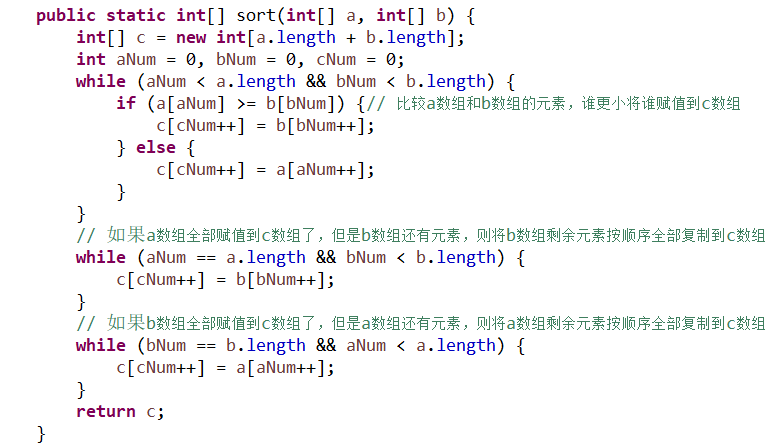 public static int[] sort(int[] a, int[] b) {
int[] c = new int[a.length + b.length];
int aNum = 0, bNum = 0, cNum = 0;
while (aNum < a.length && bNum < b.length) {
if (a[aNum] >= b[bNum]) {// 比较a数组和b数组的元素，谁更小将谁赋值到c数组
c[cNum++] = b[bNum++];
} else {
c[cNum++] = a[aNum++];
}
}
// 如果a数组全部赋值到c数组了，但是b数组还有元素，则将b数组剩余元素按顺序全部复制到c数组
while (aNum == a.length && bNum < b.length) {
c[cNum++] = b[bNum++];
}
// 如果b数组全部赋值到c数组了，但是a数组还有元素，则将a数组剩余元素按顺序全部复制到c数组
while (bNum == b.length && aNum < a.length) {
c[cNum++] = a[aNum++];
}
return c;
}